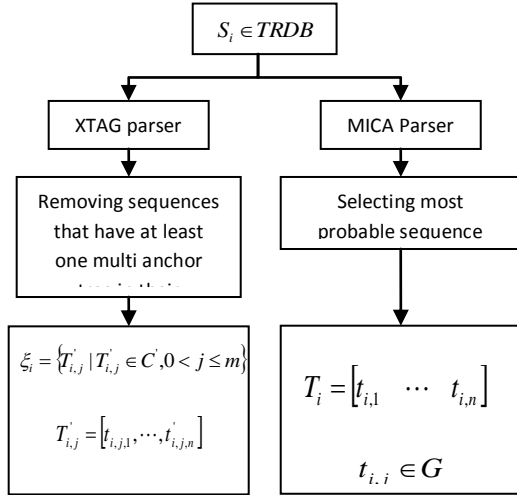 S_i ∈ TRDB
XTAG parser
MICA Parser
Removing sequences
that have at least
one multi anchor
Selecting most
probable sequence
ξ_i = {T'_{i,j} | T'_{i,j} ∈ C', 0 < j ≤ m}
T'_{i,j} = [t_{i,j,1}, ⋯, t'_{i,j,n}]
T_i = [t_{i,1} ⋯ t_{i,n}]
t_{i,j} ∈ G